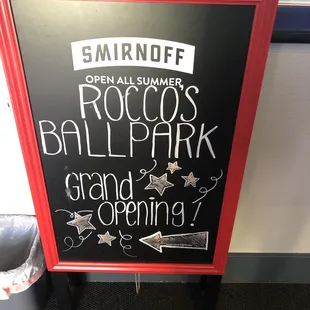 SMIRNOFF
OPEN ALL SUMMER
ROCCO'S
BALLPARK
Grand
opening!